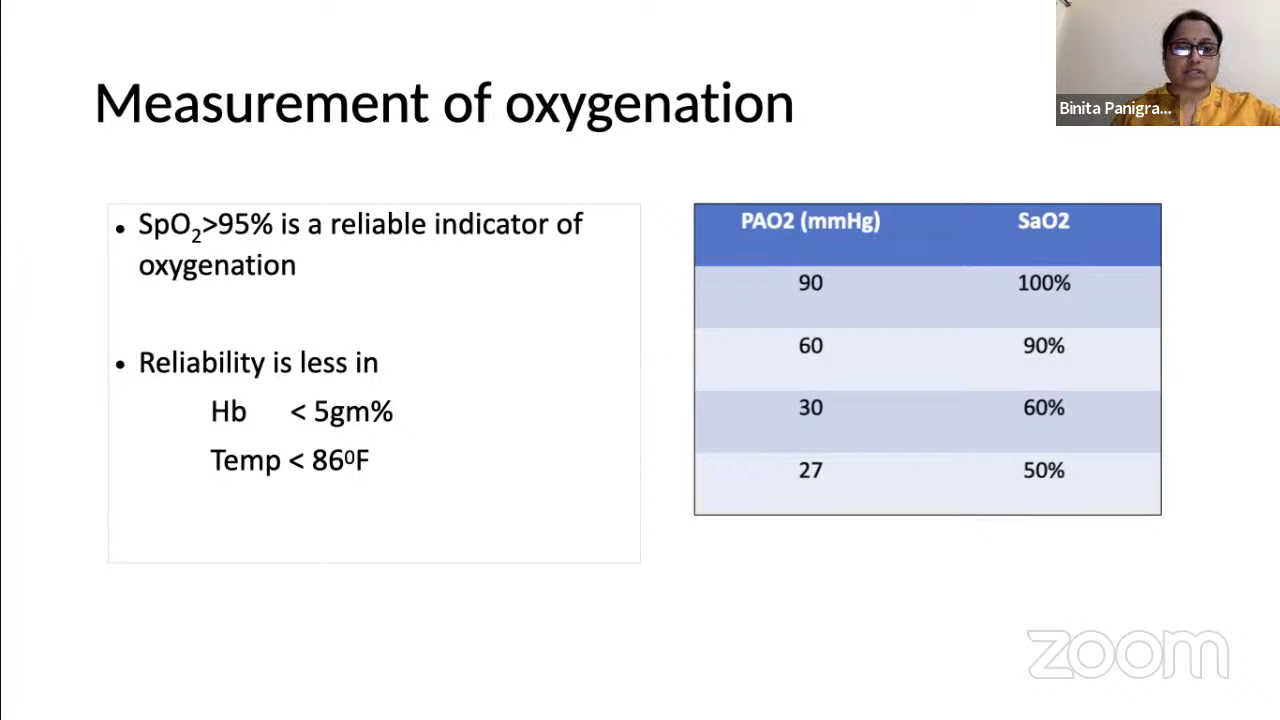 Measurement of oxygenation
Binita Panigra...
• SpO₂>95% is a reliable indicator of
oxygenation
• Reliability is less in
Hb < 5gm%
Temp < 86⁰F
PAO2 (mmHg) SaO2
90 100%
60 90%
30 60%
27 50%
zoom